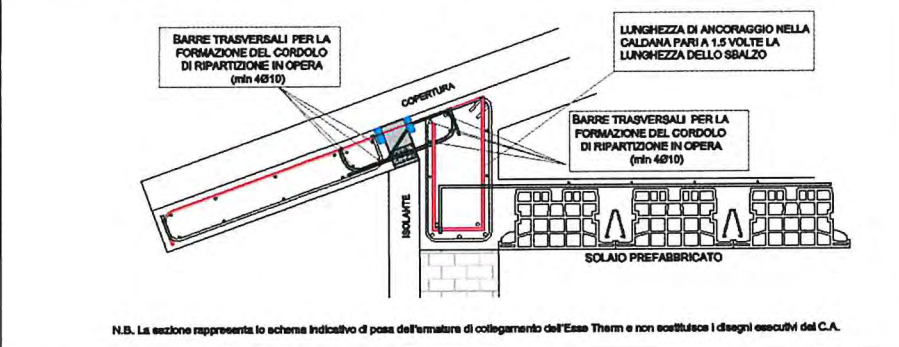 BARRE TRASVERSALI PER LA
FORMAZIONE DEL CORDOLO
DI RIPARTIZIONE IN OPERA
(min 4Ø10)
LUNGHEZZA DI ANCORAGGIO NELLA
CALDANA PARI A 1.5 VOLTE LA
LUNGHEZZA DELLO SBALZO
COPERTURA
BARRE TRASVERSALI PER LA
FORMAZIONE DEL CORDOLO
DI RIPARTIZIONE IN OPERA
(min 4Ø10)
ISOLANTE
SOLAIO PREFABBRICATO
N.B. La sezione rappresenta lo schema indicativo di posa dell'armatura di collegamento dell'Esse Therm e non sostituisce i disegni esecutivi del C.A.